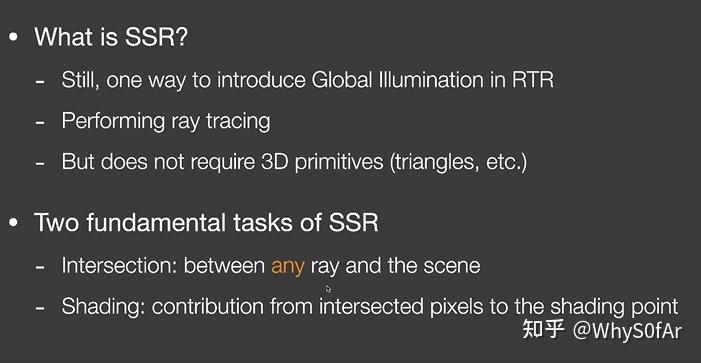 • What is SSR?
- Still, one way to introduce Global Illumination in RTR
- Performing ray tracing
- But does not require 3D primitives (triangles, etc.)
• Two fundamental tasks of SSR
- Intersection: between any ray and the scene
- Shading: contribution from intersected pixels to the shading point
知乎 @WhyS0fAr